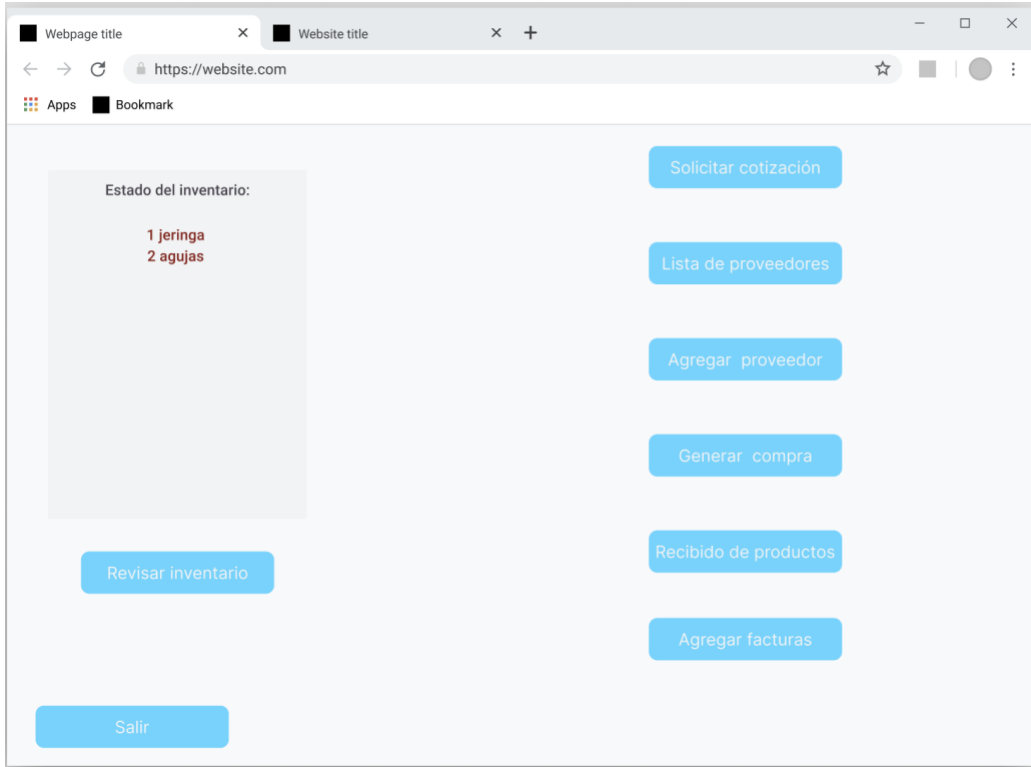 Webpage title
Website title
https://website.com
Apps
Bookmark
Estado del inventario:
1 jeringa
2 agujas
Revisar inventario
Salir
Solicitar cotización
Lista de proveedores
Agregar proveedor
Generar compra
Recibido de productos
Agregar facturas